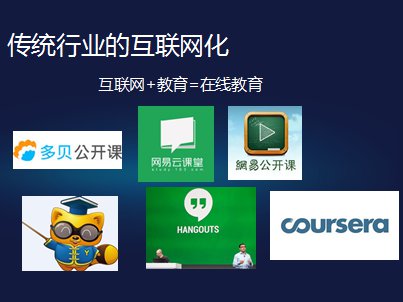 传统行业的互联网化
互联网+教育=在线教育
多贝公开课
网易云课堂
study.163.com
網易公开课
HANGOUTS
coursera